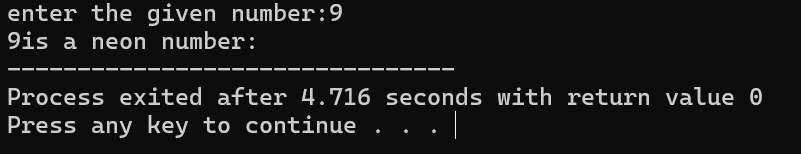 enter the given number:9
9is a neon number:
--------------------------------
Process exited after 4.716 seconds with return value 0
Press any key to continue . . .